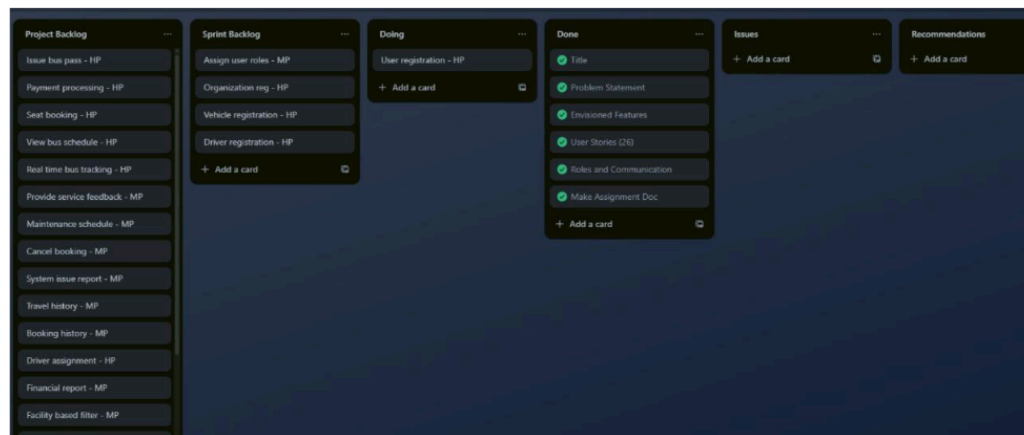 Project Backlog
Issue bus pass - HP
Payment processing - HP
Seat booking - HP
View bus schedule - HP
Real time bus tracking - HP
Provide service feedback - MP
Maintenance schedule - MP
Cancel booking - MP
System issue report - MP
Travel history - MP
Booking history - MP
Driver assignment - HP
Financial report - MP
Facility based filter - MP
Sprint Backlog
Assign user roles - MP
Organization reg - HP
Vehicle registration - HP
Driver registration - HP
+ Add a card
Doing
User registration - HP
+ Add a card
Done
Title
Problem Statement
Envisioned Features
User Stories (26)
Roles and Communication
Make Assignment Doc
+ Add a card
Issues
+ Add a card
Recommendations
+ Add a card